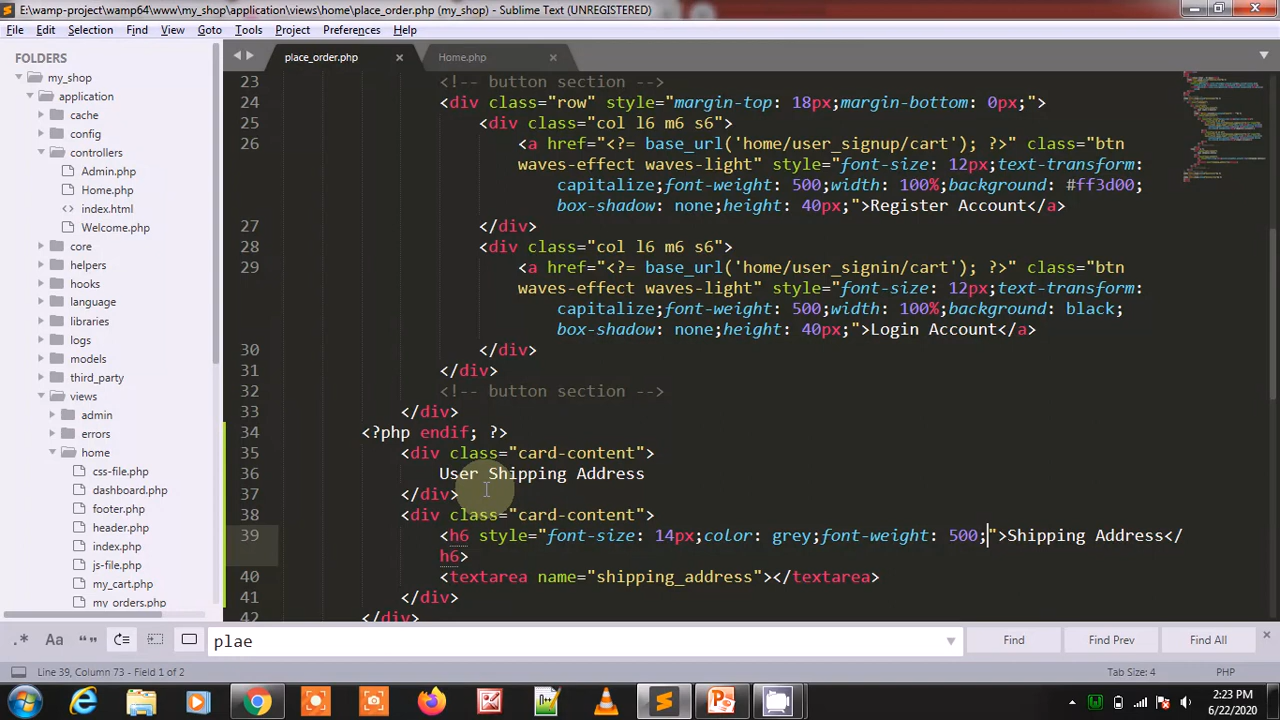 E:\wamp-project\wamp64\www\my_shop\application\views\home\place_order.php (my_shop) - Sublime Text (UNREGISTERED)
File Edit Selection Find View Goto Tools Project Preferences Help
FOLDERS
my_shop
application
cache
config
controllers
Admin.php
Home.php
index.html
Welcome.php
core
helpers
hooks
language
libraries
logs
models
third_party
views
admin
errors
home
css-file.php
dashboard.php
footer.php
header.php
index.php
js-file.php
my_cart.php
my_orders.php
place_order.php
Home.php
23 <!-- button section -->
24 <div class="row" style="margin-top: 18px;margin-bottom: 0px;">
25 <div class="col l6 m6 s6">
26 <a href="<?= base_url('home/user_signup/cart'); ?>" class="btn
waves-effect waves-light" style="font-size: 12px;text-transform:
capitalize;font-weight: 500;width: 100%;background: #ff3d00;
box-shadow: none;height: 40px;">Register Account</a>
27 </div>
28 <div class="col l6 m6 s6">
29 <a href="<?= base_url('home/user_signin/cart'); ?>" class="btn
waves-effect waves-light" style="font-size: 12px;text-transform:
capitalize;font-weight: 500;width: 100%;background: black;
box-shadow: none;height: 40px;">Login Account</a>
30 </div>
31 </div>
32 <!-- button section -->
33 </div>
34 <?php endif; ?>
35 <div class="card-content">
36 User Shipping Address
37 </div>
38 <div class="card-content">
39 <h6 style="font-size: 14px;color: grey;font-weight: 500;">Shipping Address</
h6>
40 <textarea name="shipping_address"></textarea>
41 </div>
42 </div>
.* Aa “” plae Find Find Prev Find All
Line 39, Column 73 - Field 1 of 2 Tab Size: 4 PHP
2:23 PM
6/22/2020